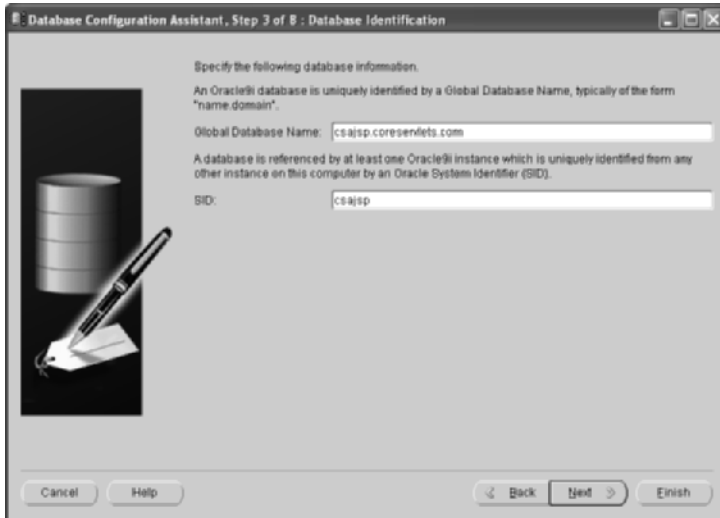 Database Configuration Assistant, Step 3 of 8 : Database Identification
Specify the following database information.
An Oracle9i database is uniquely identified by a Global Database Name, typically of the form
"name.domain".
Global Database Name: csajsp.coreservlets.com
A database is referenced by at least one Oracle9i instance which is uniquely identified from any
other instance on this computer by an Oracle System Identifier (SID).
SID: csajsp
Cancel Help Back Next Finish